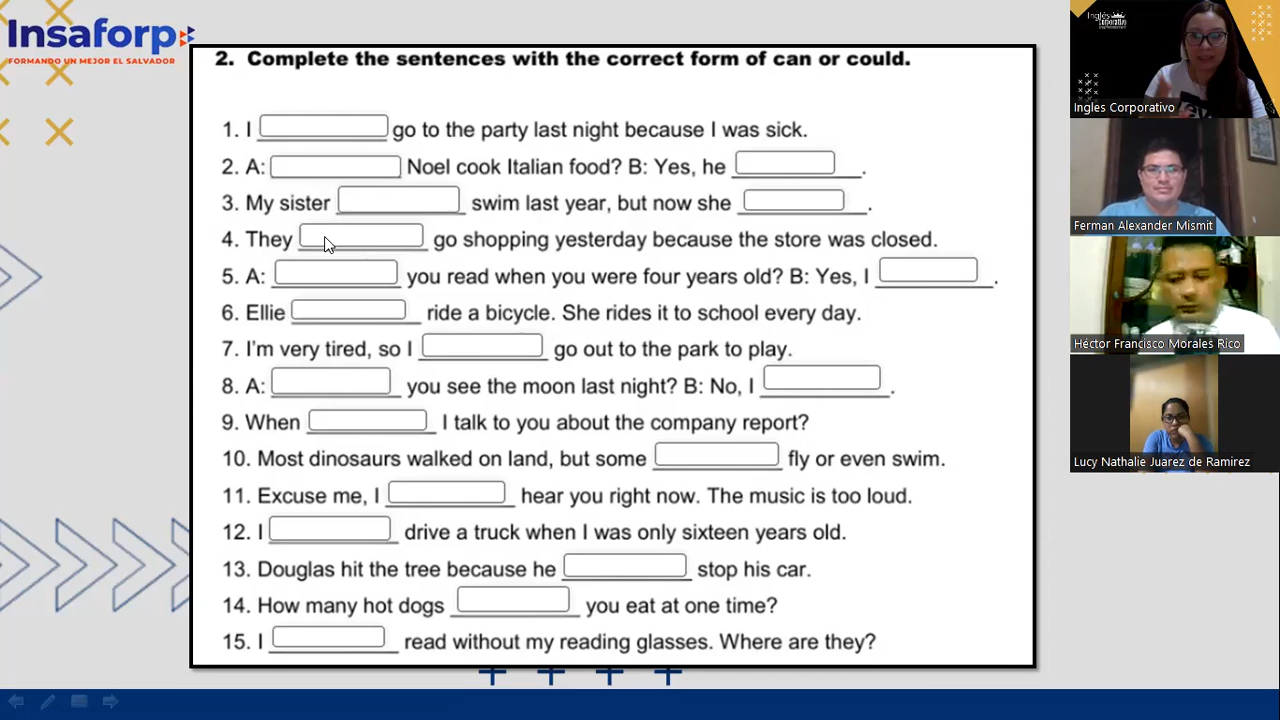 Insaforp
FORMANDO UN MEJOR EL SALVADOR
2. Complete the sentences with the correct form of can or could.
1. I go to the party last night because I was sick.
2. A: Noel cook Italian food? B: Yes, he .
3. My sister swim last year, but now she .
4. They go shopping yesterday because the store was closed.
5. A: you read when you were four years old? B: Yes, I .
6. Ellie ride a bicycle. She rides it to school every day.
7. I'm very tired, so I go out to the park to play.
8. A: you see the moon last night? B: No, I .
9. When I talk to you about the company report?
10. Most dinosaurs walked on land, but some fly or even swim.
11. Excuse me, I hear you right now. The music is too loud.
12. I drive a truck when I was only sixteen years old.
13. Douglas hit the tree because he stop his car.
14. How many hot dogs you eat at one time?
15. I read without my reading glasses. Where are they?
Inglés
Corporativo
Ingles Corporativo
Ferman Alexander Mismit
Héctor Francisco Morales Rico
Lucy Nathalie Juarez de Ramirez